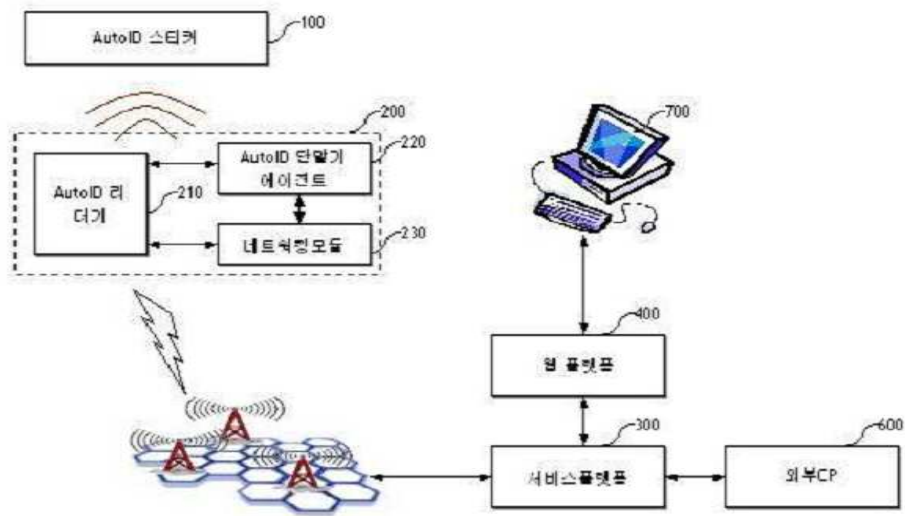 AutoID 스티커
100
200
AutoID 리
더기
210
AutoID 단말기
에이전트
220
네트워킹모듈
230
700
400
웹 플랫폼
300
서비스플랫폼
600
외부CP